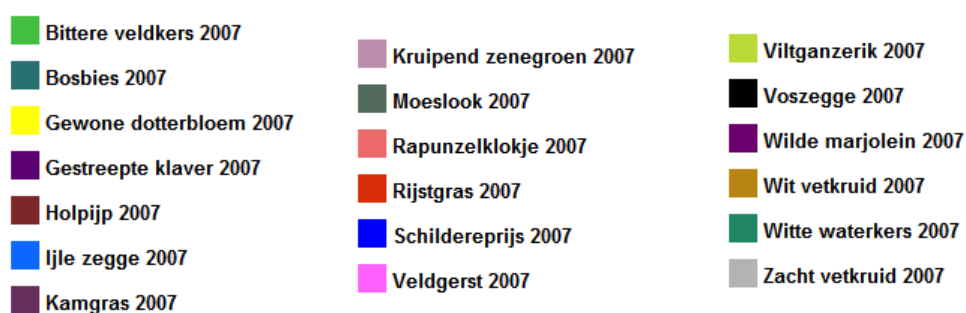 Bittere veldkers 2007
Bosbies 2007
Gewone dotterbloem 2007
Gestreepte klaver 2007
Holpijp 2007
Ijle zegge 2007
Kamgras 2007
Kruipend zenegroen 2007
Moeslook 2007
Rapunzelklokje 2007
Rijstgras 2007
Schildereprijs 2007
Veldgerst 2007
Viltganzerik 2007
Voszegge 2007
Wilde marjolein 2007
Wit vetkruid 2007
Witte waterkers 2007
Zacht vetkruid 2007